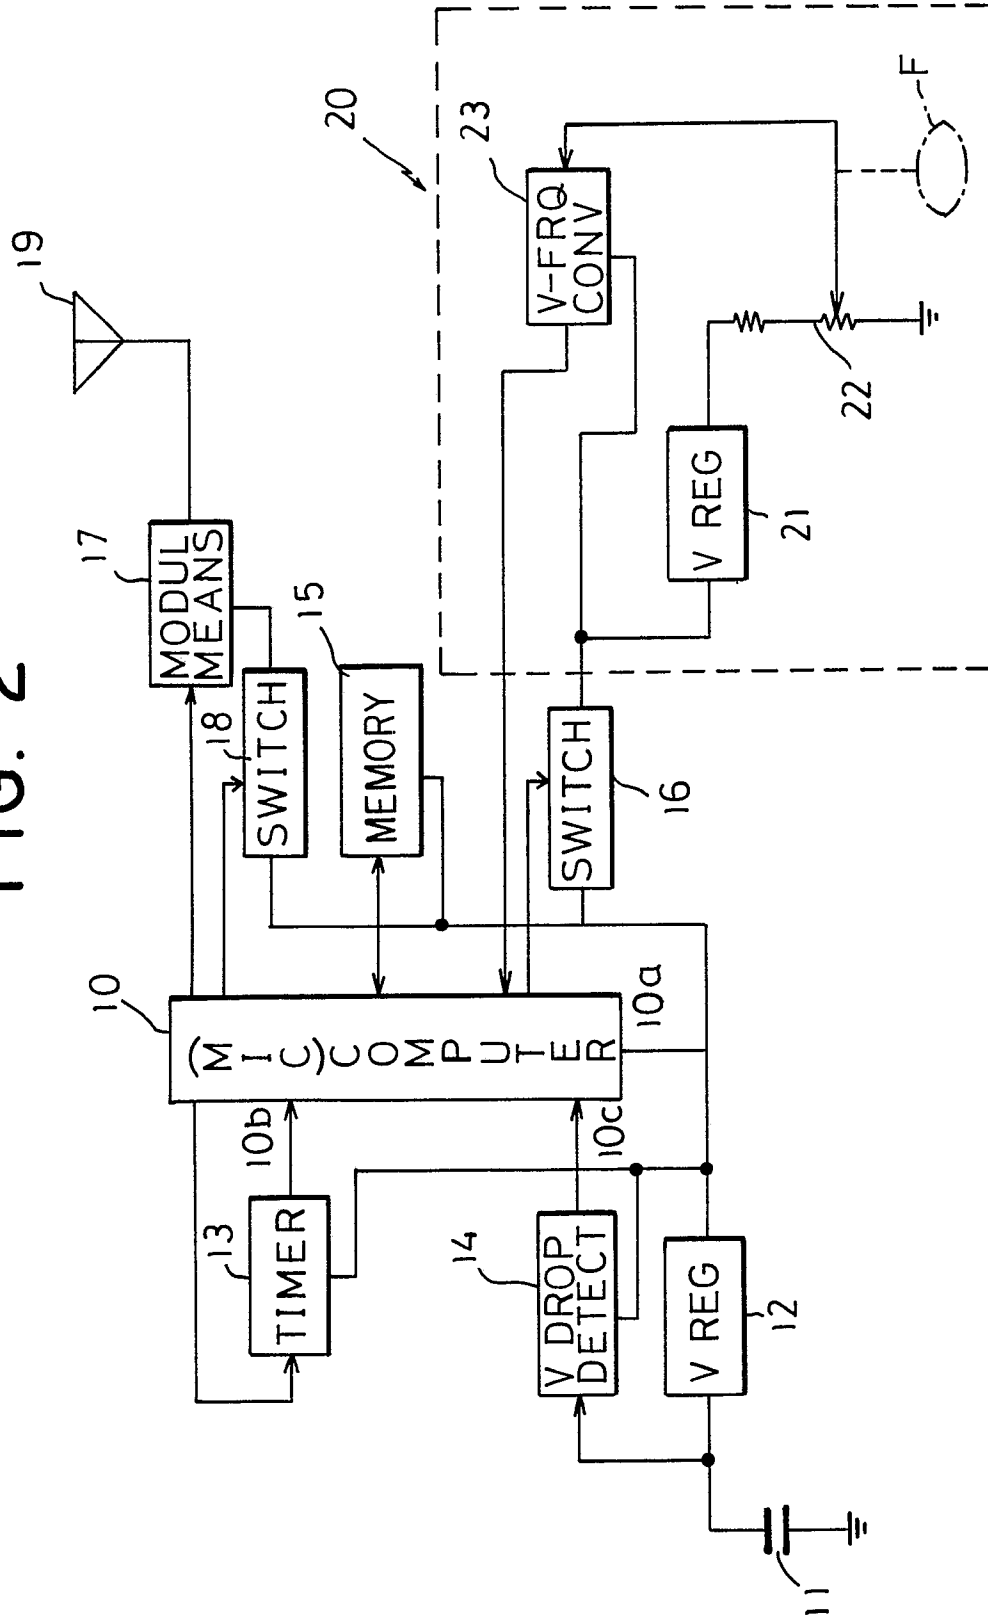 FIG. 2
19
20
23
V-FRQ
CONV
F
17
MODUL
MEANS
18
SWITCH
15
MEMORY
SWITCH
16
V REG
21
22
10
(MIC)COMPUTER
10a
10b
10c
13
TIMER
14
V DROP
DETECT
V REG
12
11